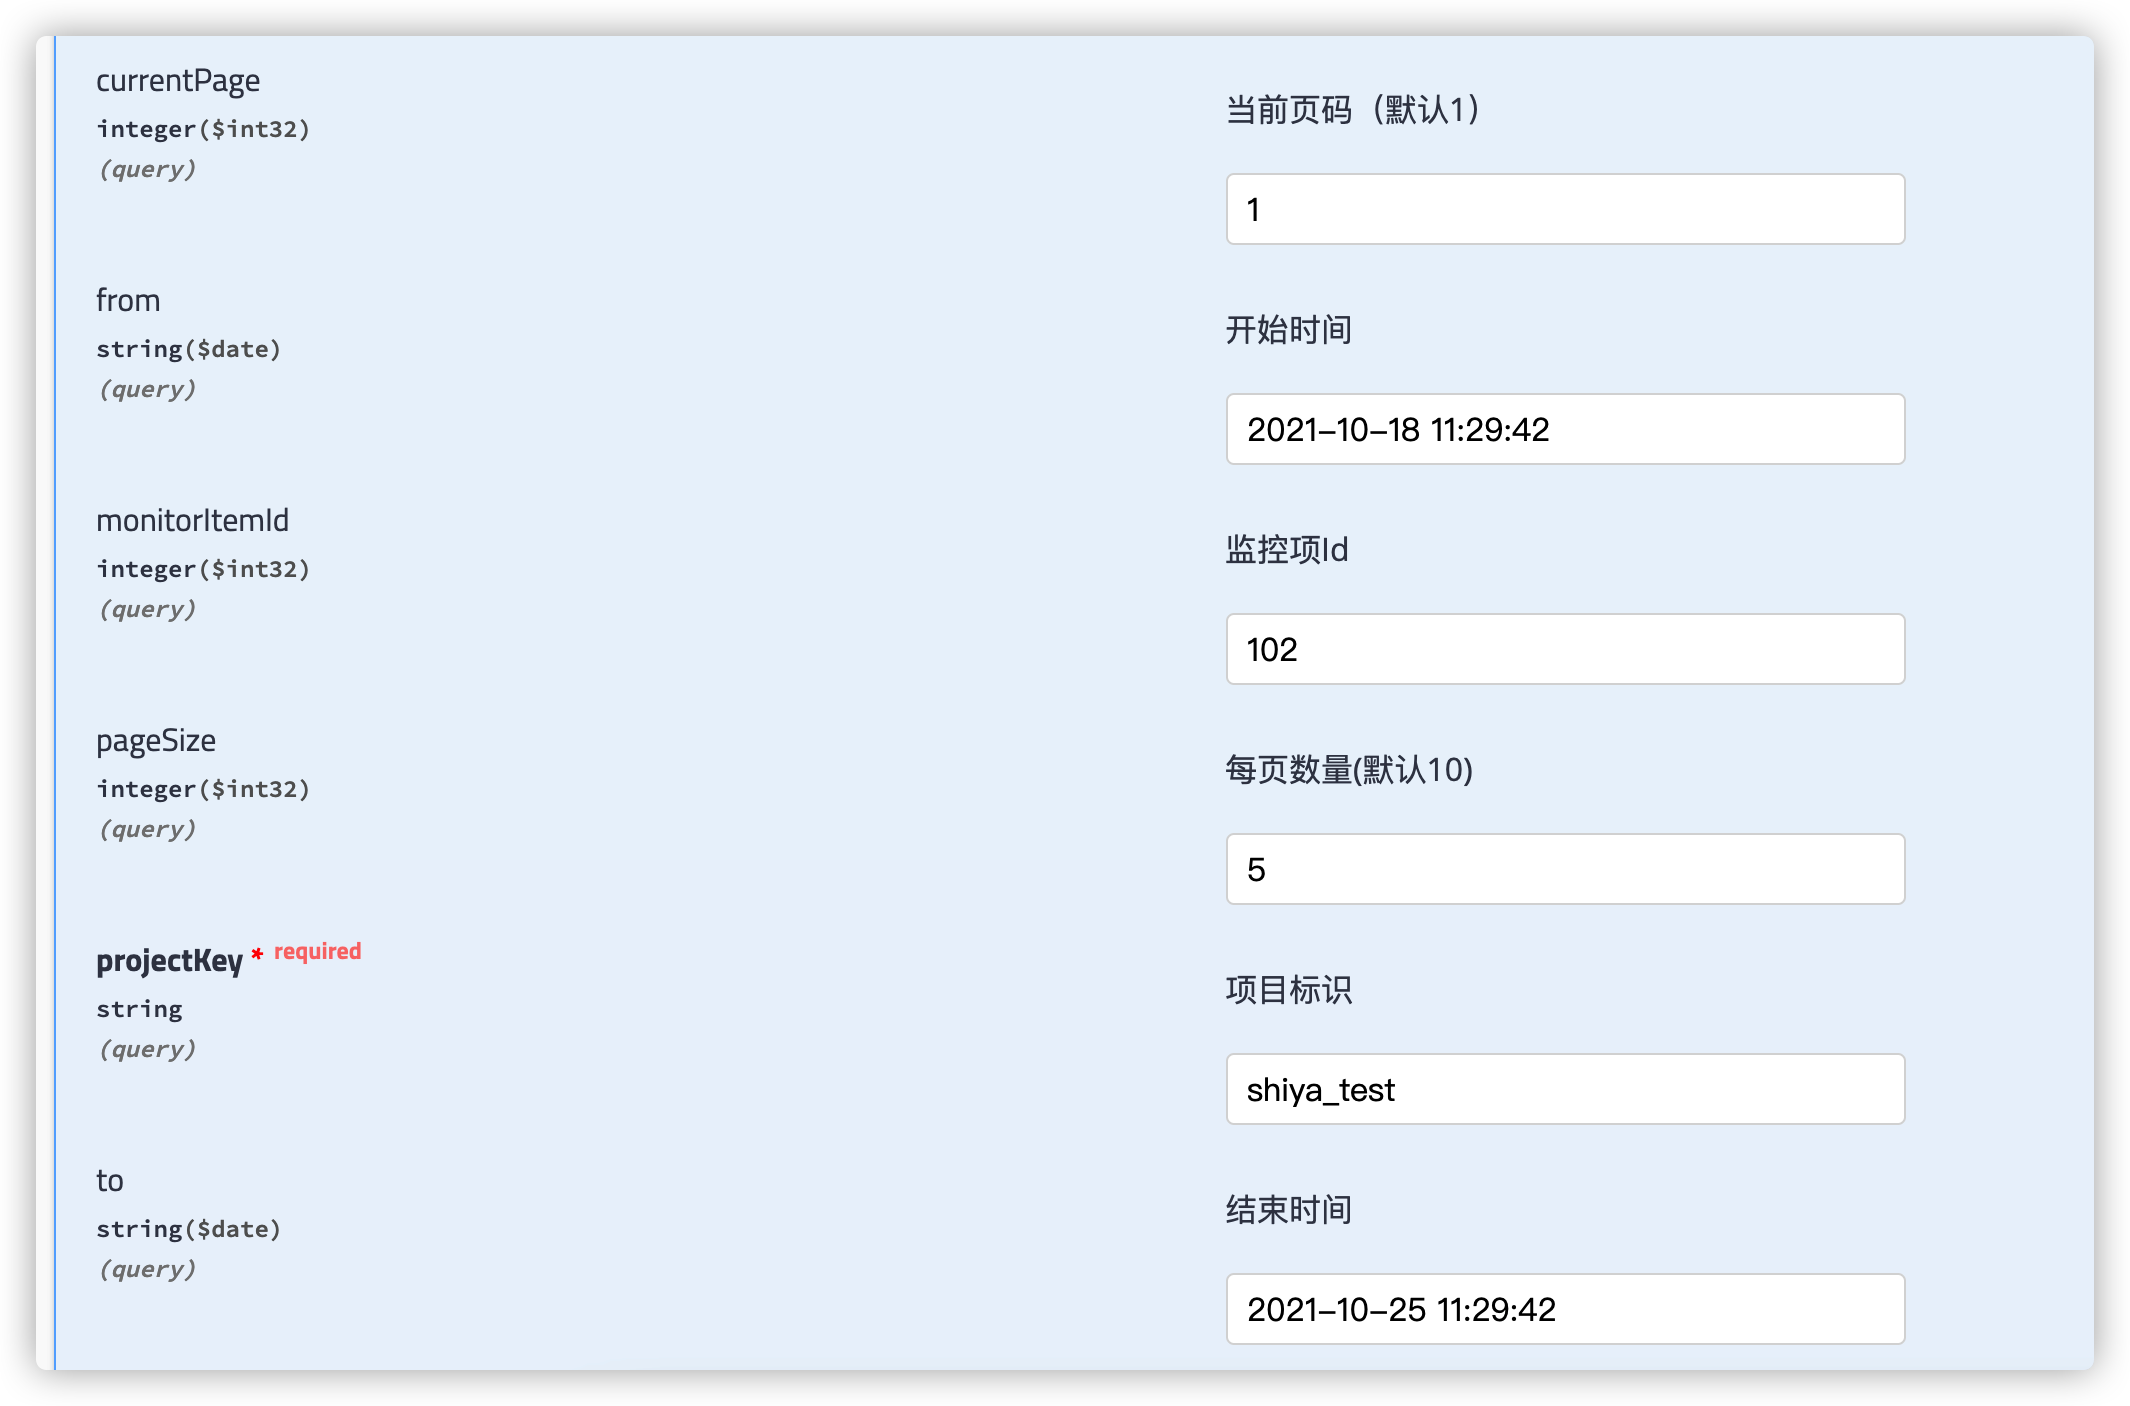 currentPage
integer($int32)
(query)
当前页码（默认1）
1
from
string($date)
(query)
开始时间
2021-10-18 11:29:42
monitorItemId
integer($int32)
(query)
监控项Id
102
pageSize
integer($int32)
(query)
每页数量(默认10)
5
projectKey * required
string
(query)
项目标识
shiya_test
to
string($date)
(query)
结束时间
2021-10-25 11:29:42